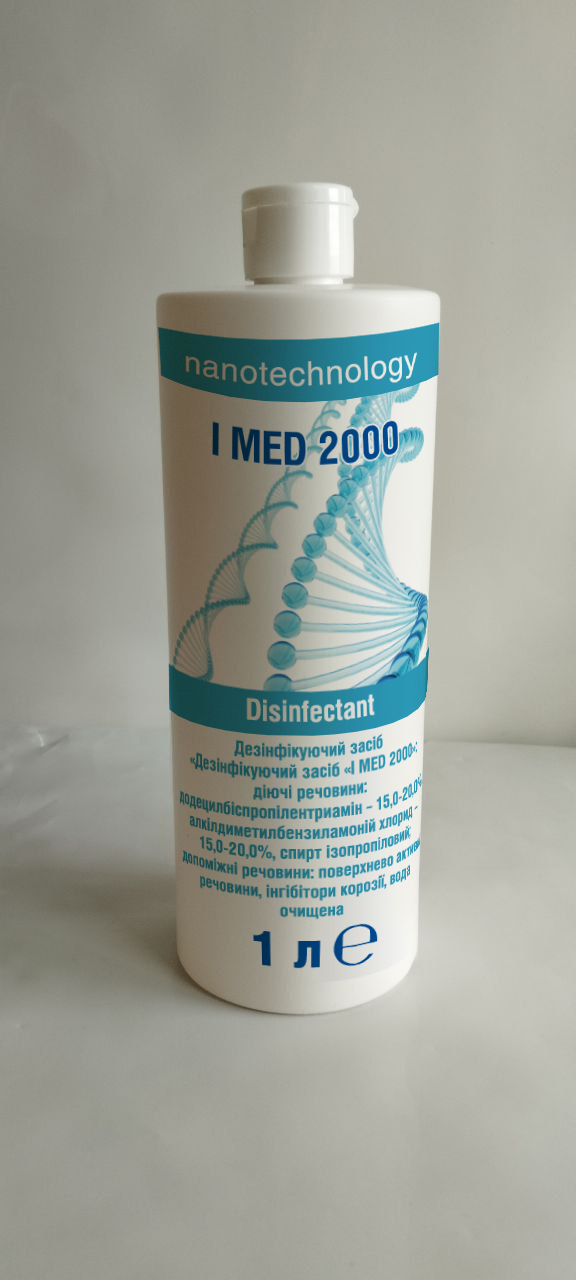 nanotechnology
I MED 2000
Disinfectant
Дезінфікуючий засіб
«Дезінфікуючий засіб «I MED 2000»:
діючі речовини:
додецилбіспропілентриамін – 15,0-20,0%
алкілдиметилбензиламоній хлорид –
15,0-20,0%, спирт ізопропіловий;
допоміжні речовини: поверхнево активні
речовини, інгібітори корозії, вода
очищена
1 л ℮